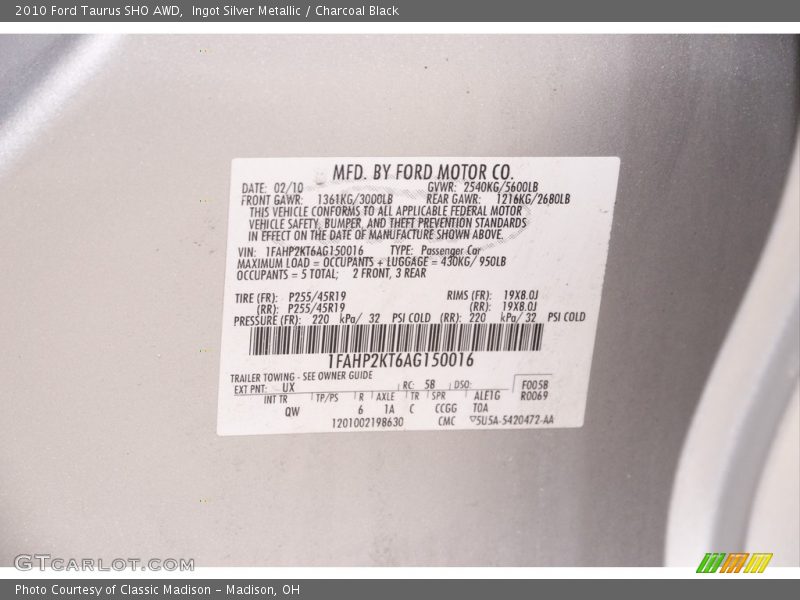 2010 Ford Taurus SHO AWD,  Ingot Silver Metallic / Charcoal Black
MFD. BY FORD MOTOR CO.
DATE: 02/10 GVWR: 2540KG/5600LB
FRONT GAWR: 1361KG/3000LB REAR GAWR: 1216KG/2680LB
THIS VEHICLE CONFORMS TO ALL APPLICABLE FEDERAL MOTOR
VEHICLE SAFETY, BUMPER, AND THEFT PREVENTION STANDARDS
IN EFFECT ON THE DATE OF MANUFACTURE SHOWN ABOVE.
VIN: 1FAHP2KT6AG150016 TYPE: Passenger Car
MAXIMUM LOAD = OCCUPANTS + LUGGAGE = 430KG/ 950LB
OCCUPANTS = 5 TOTAL; 2 FRONT, 3 REAR
TIRE (FR): P255/45R19 RIMS (FR): 19X8.0J
(RR): P255/45R19 (RR): 19X8.0J
PRESSURE (FR): 220 kPa/ 32 PSI COLD (RR): 220 kPa/ 32 PSI COLD
1FAHP2KT6AG150016
TRAILER TOWING - SEE OWNER GUIDE
EXT PNT: UX RC: 58 DSO: F0058
INT TR TP/PS R AXLE TR SPR ALE1G R0069
QW 6 1A C CCGG TOA
1201002198630 CMC 5U5A-5420472-AA
GTCarLot.com
Photo Courtesy of Classic Madison – Madison, OH